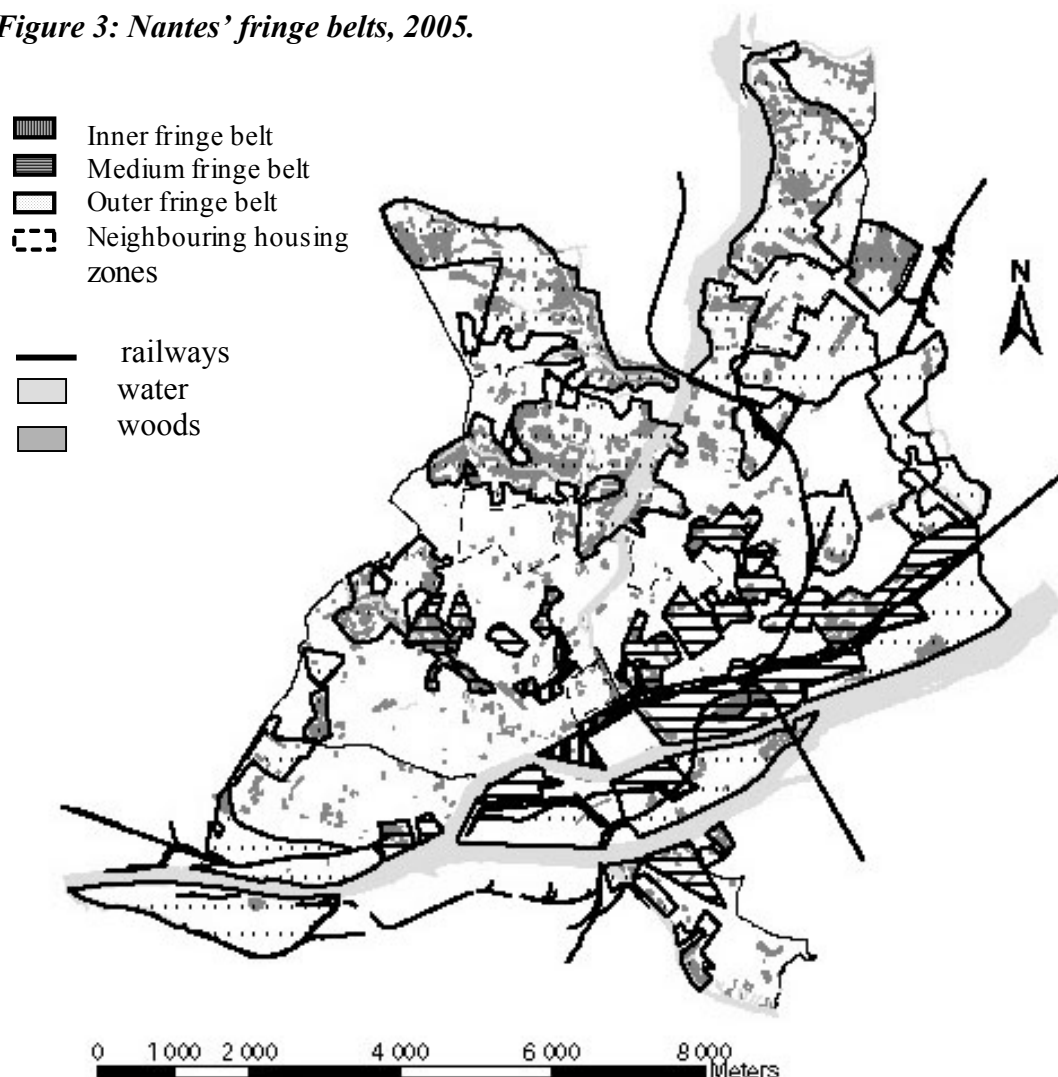 Figure 3: Nantes' fringe belts, 2005.
Inner fringe belt
Medium fringe belt
Outer fringe belt
Neighbouring housing
zones
railways
water
woods
N
0 1 000 2 000 4 000 6 000 8 000
Meters